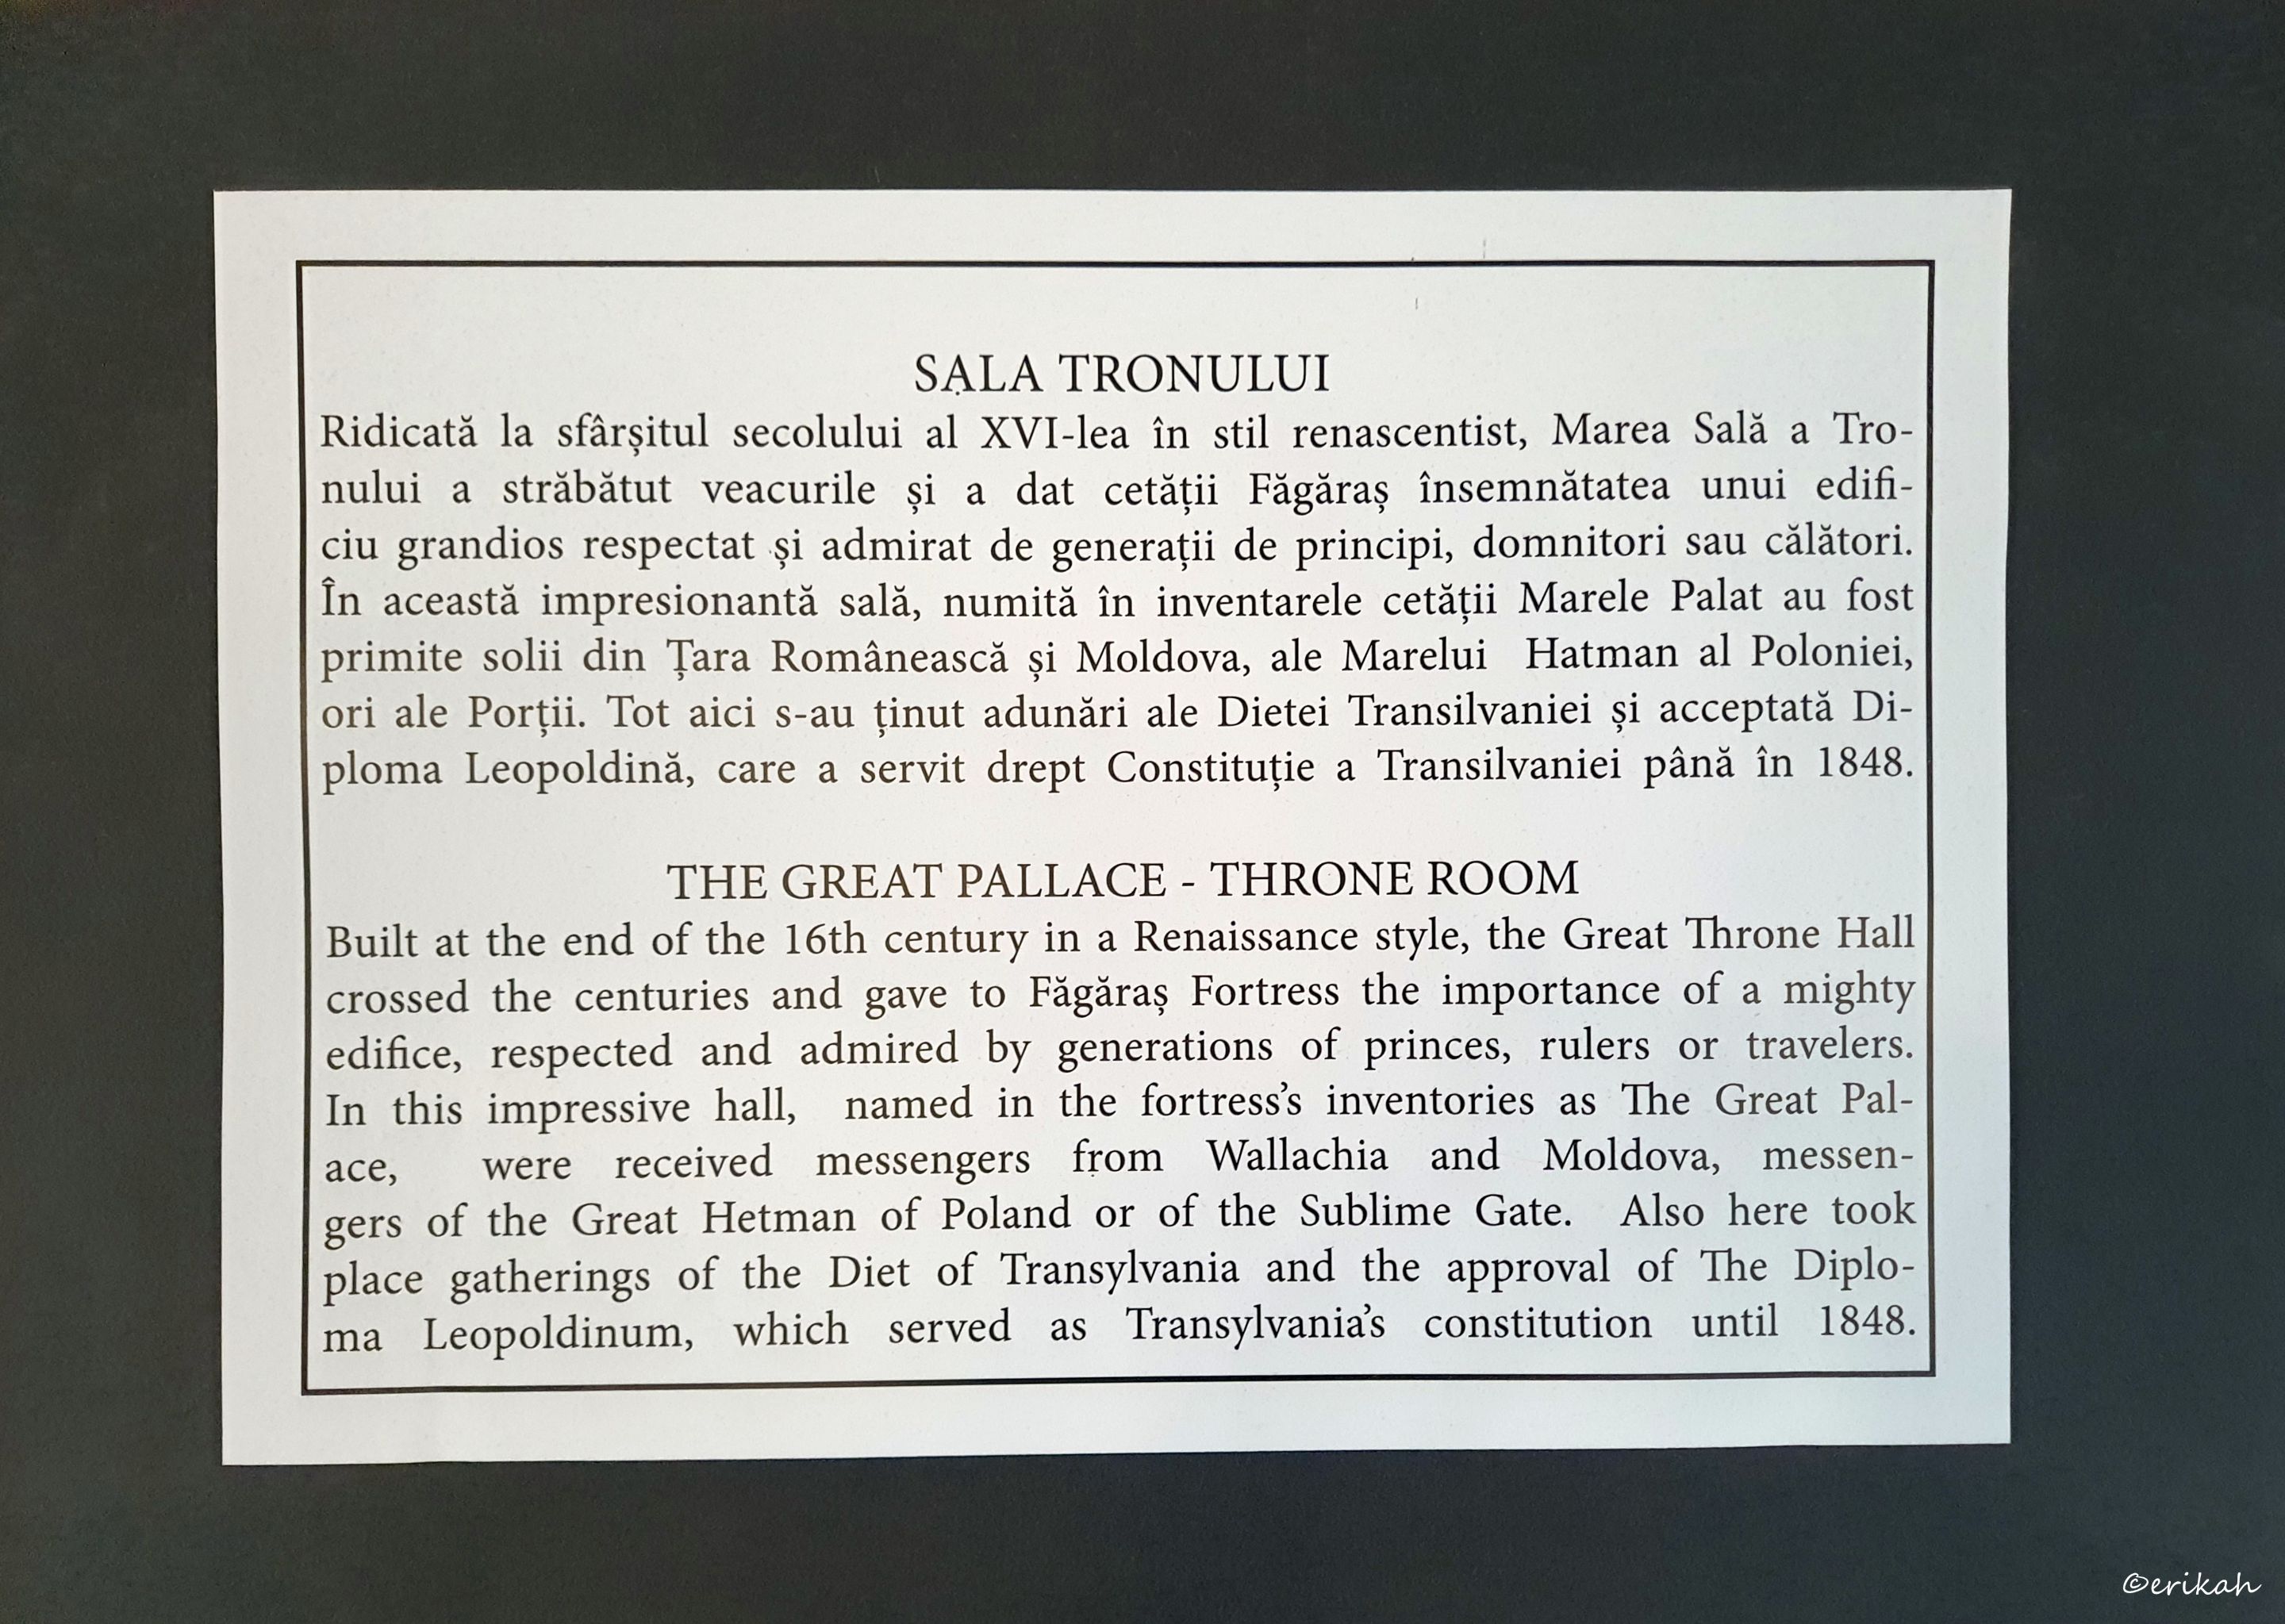 SALA TRONULUI
Ridicată la sfârșitul secolului al XVI-lea în stil renascentist, Marea Sală a Tro-
nului a străbătut veacurile și a dat cetății Făgăraș însemnătatea unui edifi-
ciu grandios respectat și admirat de generații de principi, domnitori sau călători.
În această impresionantă sală, numită în inventarele cetății Marele Palat au fost
primite solii din Țara Românească și Moldova, ale Marelui Hatman al Poloniei,
ori ale Porții. Tot aici s-au ținut adunări ale Dietei Transilvaniei și acceptată Di-
ploma Leopoldină, care a servit drept Constituție a Transilvaniei până în 1848.
THE GREAT PALLACE - THRONE ROOM
Built at the end of the 16th century in a Renaissance style, the Great Throne Hall
crossed the centuries and gave to Făgăraș Fortress the importance of a mighty
edifice, respected and admired by generations of princes, rulers or travelers.
In this impressive hall, named in the fortress’s inventories as The Great Pal-
ace, were received messengers from Wallachia and Moldova, messen-
gers of the Great Hetman of Poland or of the Sublime Gate. Also here took
place gatherings of the Diet of Transylvania and the approval of The Diplo-
ma Leopoldinum, which served as Transylvania’s constitution until 1848.
©erikah